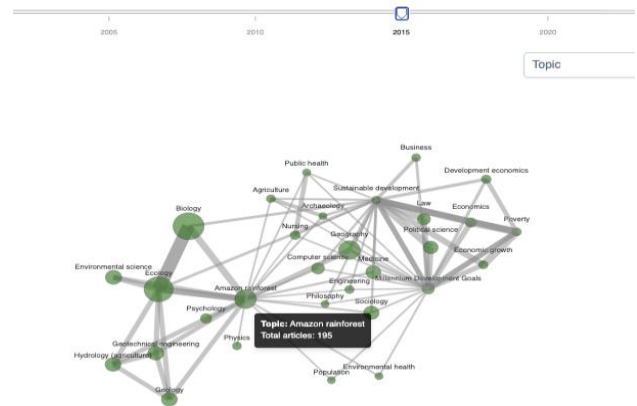 2005
2010
2015
2020
Topic
Business
Public health
Development economics
Agriculture
Sustainable development
Archaeology
Law
Economics
Biology
Poverty
Nursing
Geography
Political science
Economic growth
Computer science
Medicine
Environmental science
Ecology
Millennium Development Goals
Engineering
Amazon rainforest
Philosophy
Sociology
Psychology
Topic: Amazon rainforest
Total articles: 195
Physics
Geotechnical engineering
Hydrology (agriculture)
Population
Environmental health
Geology